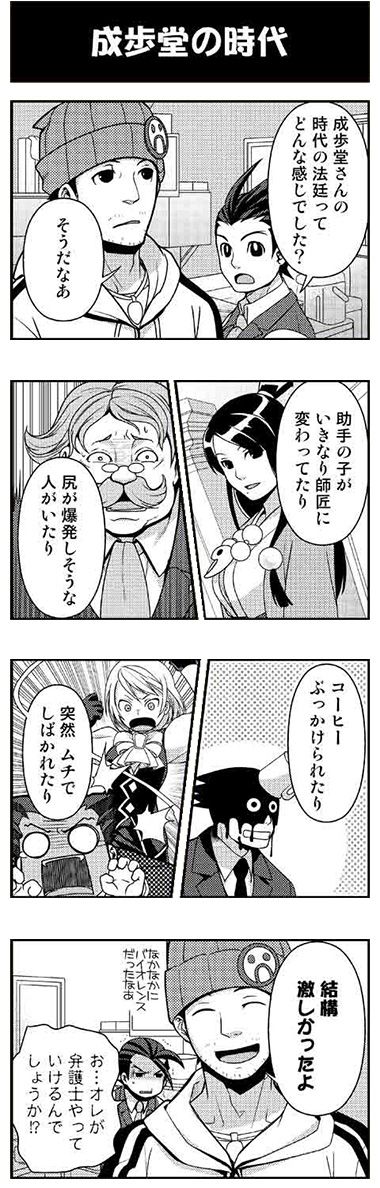 成歩堂の時代
成歩堂さんの
時代の法廷って
どんな感じでした?
そうだなあ
助手の子が
いきなり師匠に
変わってたり
尻が爆発しそうな
人がいたり
コーヒー
ぶっかけられたり
突然 ムチで
しばかれたり
結構
激しかったよ
なかなかに
バイオレンス
だったなあ
お…オレが
弁護士やって
いけるんで
しょうか!?